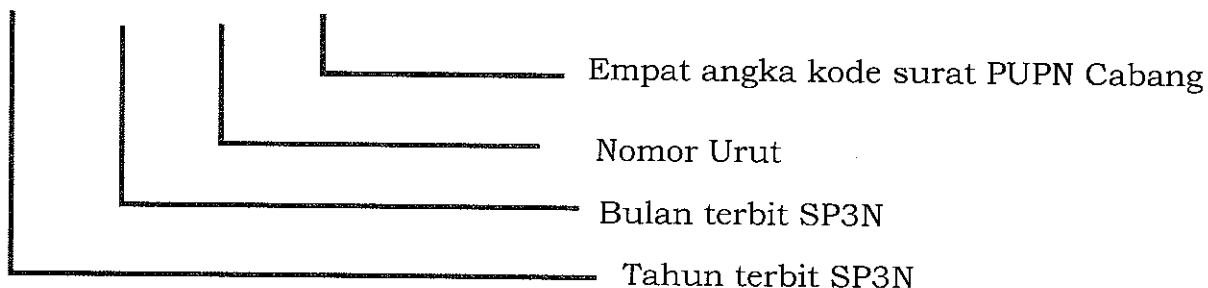 Empat angka kode surat PUPN Cabang
Nomor Urut
Bulan terbit SP3N
Tahun terbit SP3N